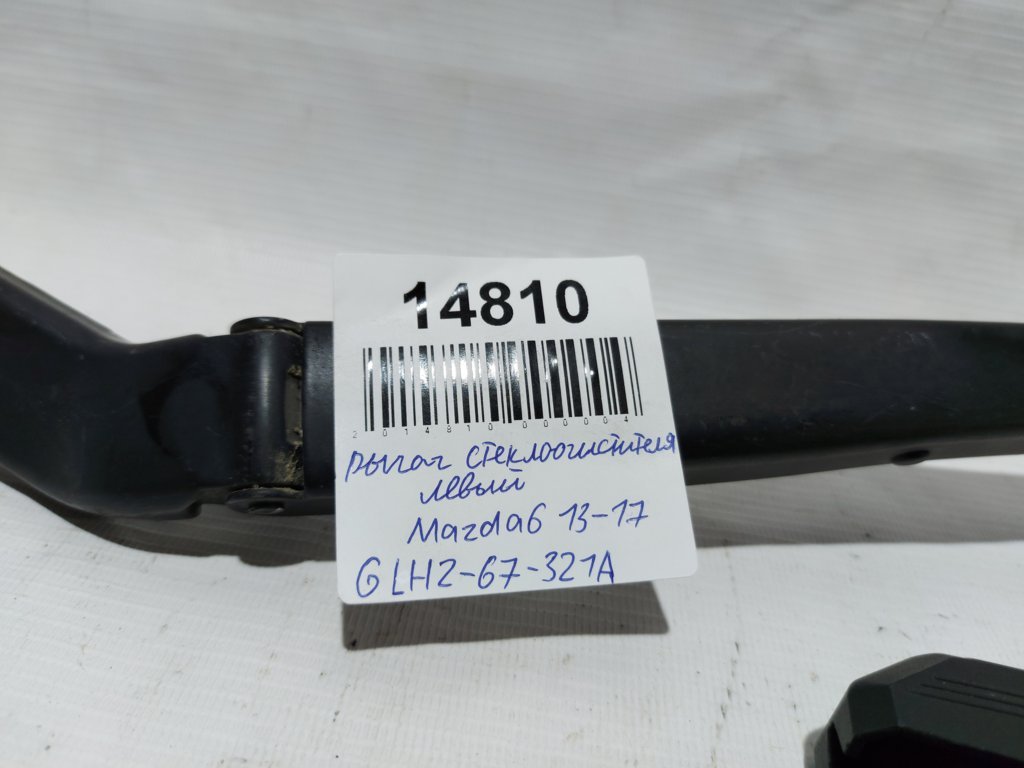 14810
2014810000004
рычаг стеклоочистителя
левый
Mazda6 13-17
GLH2-67-321A